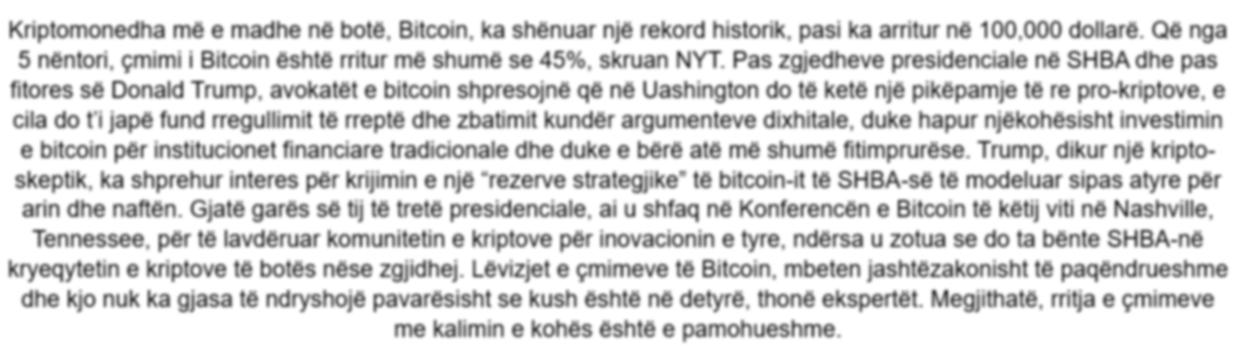 Kriptomonedha më e madhe në botë, Bitcoin, ka shënuar një rekord historik, pasi ka arritur në 100,000 dollarë. Që nga
5 nëntori, çmimi i Bitcoin është rritur më shumë se 45%, skruan NYT. Pas zgjedheve presidenciale në SHBA dhe pas
fitores së Donald Trump, avokatët e bitcoin shpresojnë që në Uashington do të ketë një pikëpamje të re pro-kriptove, e
cila do t’i japë fund rregullimit të rreptë dhe zbatimit kundër argumenteve dixhitale, duke hapur njëkohësisht investimin
e bitcoin për institucionet financiare tradicionale dhe duke e bërë atë më shumë fitimprurëse. Trump, dikur një kripto-
skeptik, ka shprehur interes për krijimin e një “rezerve strategjike” të bitcoin-it të SHBA-së të modeluar sipas atyre për
arin dhe naftën. Gjatë garës së tij të tretë presidenciale, ai u shfaq në Konferencën e Bitcoin të këtij viti në Nashville,
Tennessee, për të lavdëruar komunitetin e kriptove për inovacionin e tyre, ndërsa u zotua se do ta bënte SHBA-në
kryeqytetin e kriptove të botës nëse zgjidhej. Lëvizjet e çmimeve të Bitcoin, mbeten jashtëzakonisht të paqëndrueshme
dhe kjo nuk ka gjasa të ndryshojë pavarësisht se kush është në detyrë, thonë ekspertët. Megjithatë, rritja e çmimeve
me kalimin e kohës është e pamohueshme.